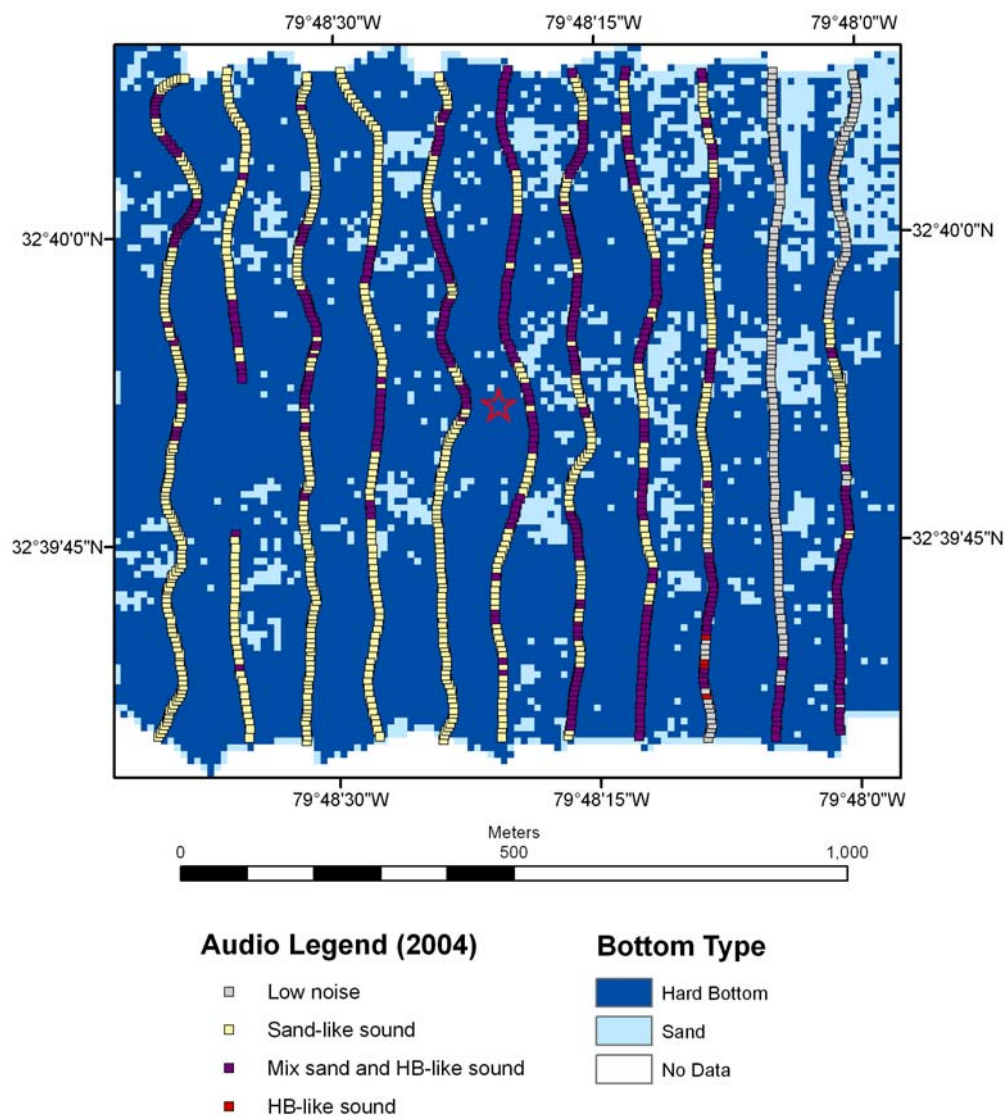 79°48'30"W 79°48'15"W 79°48'0"W
32°40'0"N 32°40'0"N
32°39'45"N 32°39'45"N
79°48'30"W 79°48'15"W 79°48'0"W
Meters
0 500 1,000
Audio Legend (2004)
Low noise
Sand-like sound
Mix sand and HB-like sound
HB-like sound
Bottom Type
Hard Bottom
Sand
No Data